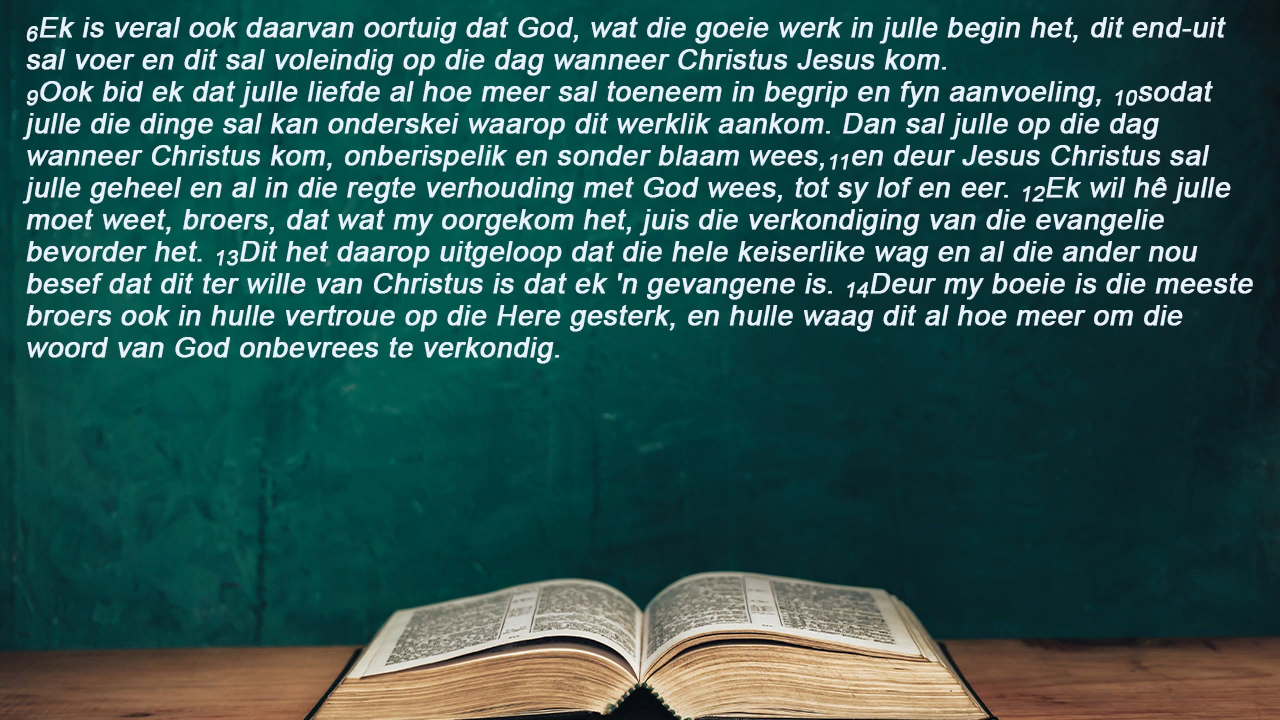 6Ek is veral ook daarvan oortuig dat God, wat die goeie werk in julle begin het, dit end-uit
sal voer en dit sal voleindig op die dag wanneer Christus Jesus kom.
9Ook bid ek dat julle liefde al hoe meer sal toeneem in begrip en fyn aanvoeling, 10sodat
julle die dinge sal kan onderskei waarop dit werklik aankom. Dan sal julle op die dag
wanneer Christus kom, onberispelik en sonder blaam wees,11en deur Jesus Christus sal
julle geheel en al in die regte verhouding met God wees, tot sy lof en eer. 12Ek wil hê julle
moet weet, broers, dat wat my oorgekom het, juis die verkondiging van die evangelie
bevorder het. 13Dit het daarop uitgeloop dat die hele keiserlike wag en al die ander nou
besef dat dit ter wille van Christus is dat ek 'n gevangene is. 14Deur my boeie is die meeste
broers ook in hulle vertroue op die Here gesterk, en hulle waag dit al hoe meer om die
woord van God onbevrees te verkondig.